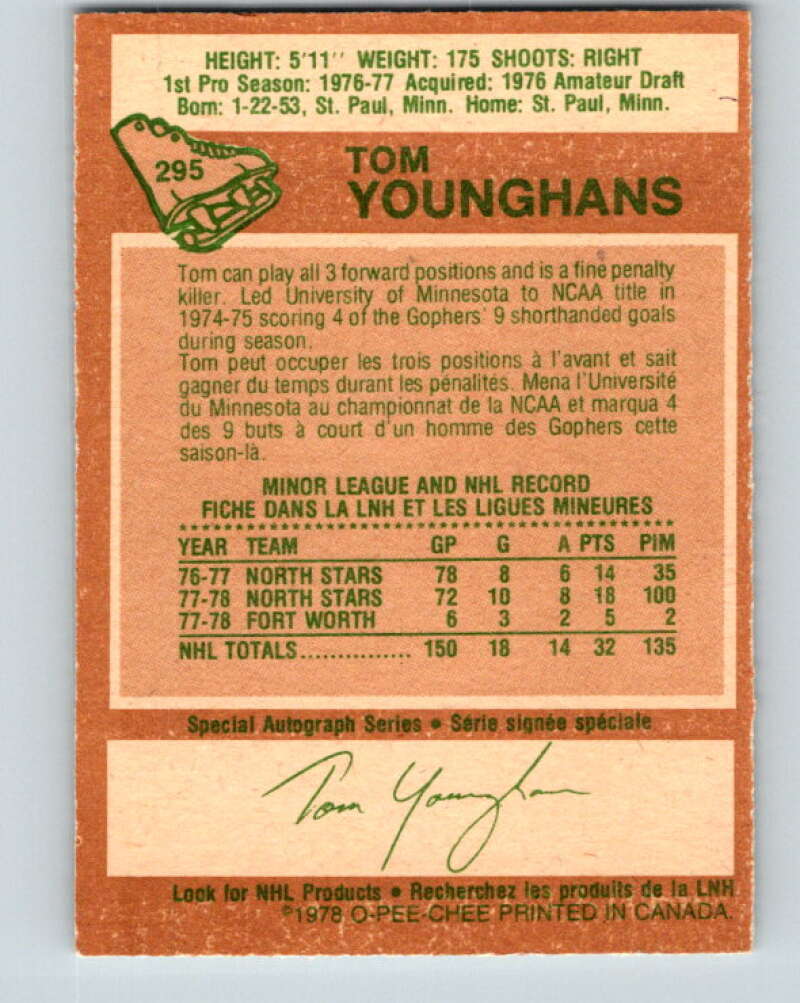 HEIGHT: 5'11'' WEIGHT: 175 SHOOTS: RIGHT
1st Pro Season: 1976-77 Acquired: 1976 Amateur Draft
Born: 1-22-53, St. Paul, Minn. Home: St. Paul, Minn.
295
TOM
YOUNGHANS
Tom can play all 3 forward positions and is a fine penalty
killer. Led University of Minnesota to NCAA title in
1974-75 scoring 4 of the Gophers' 9 shorthanded goals
during season.
Tom peut occuper les trois positions à l'avant et sait
gagner du temps durant les pénalités. Mena l'Université
du Minnesota au championnat de la NCAA et marqua 4
des 9 buts à court d'un homme des Gophers cette
saison-là.
MINOR LEAGUE AND NHL RECORD
FICHE DANS LA LNH ET LES LIGUES MINEURES
YEAR TEAM GP G A PTS PIM
76-77 NORTH STARS 78 8 6 14 35
77-78 NORTH STARS 72 10 8 18 100
77-78 FORT WORTH 6 3 2 5 2
NHL TOTALS................ 150 18 14 32 135
Special Autograph Series • Série signée spéciale
Tom Younghans
Look for NHL Products • Recherchez les produits de la LNH
©1978 O-PEE-CHEE PRINTED IN CANADA.